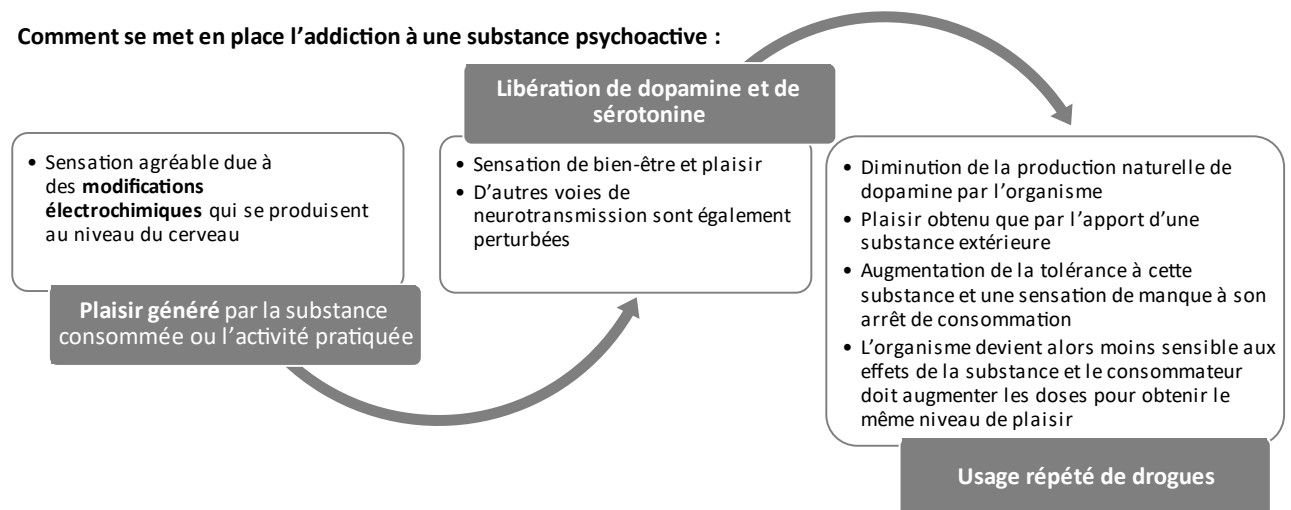 Comment se met en place l’addiction à une substance psychoactive :
• Sensation agréable due à
des modifications
électrochimiques qui se produisent
au niveau du cerveau
Plaisir généré par la substance
consommée ou l’activité pratiquée
Libération de dopamine et de
sérotonine
• Sensation de bien-être et plaisir
• D’autres voies de
neurotransmission sont également
perturbées
• Diminution de la production naturelle de
dopamine par l’organisme
• Plaisir obtenu que par l’apport d’une
substance extérieure
• Augmentation de la tolérance à cette
substance et une sensation de manque à son
arrêt de consommation
• L’organisme devient alors moins sensible aux
effets de la substance et le consommateur
doit augmenter les doses pour obtenir le
même niveau de plaisir
Usage répété de drogues